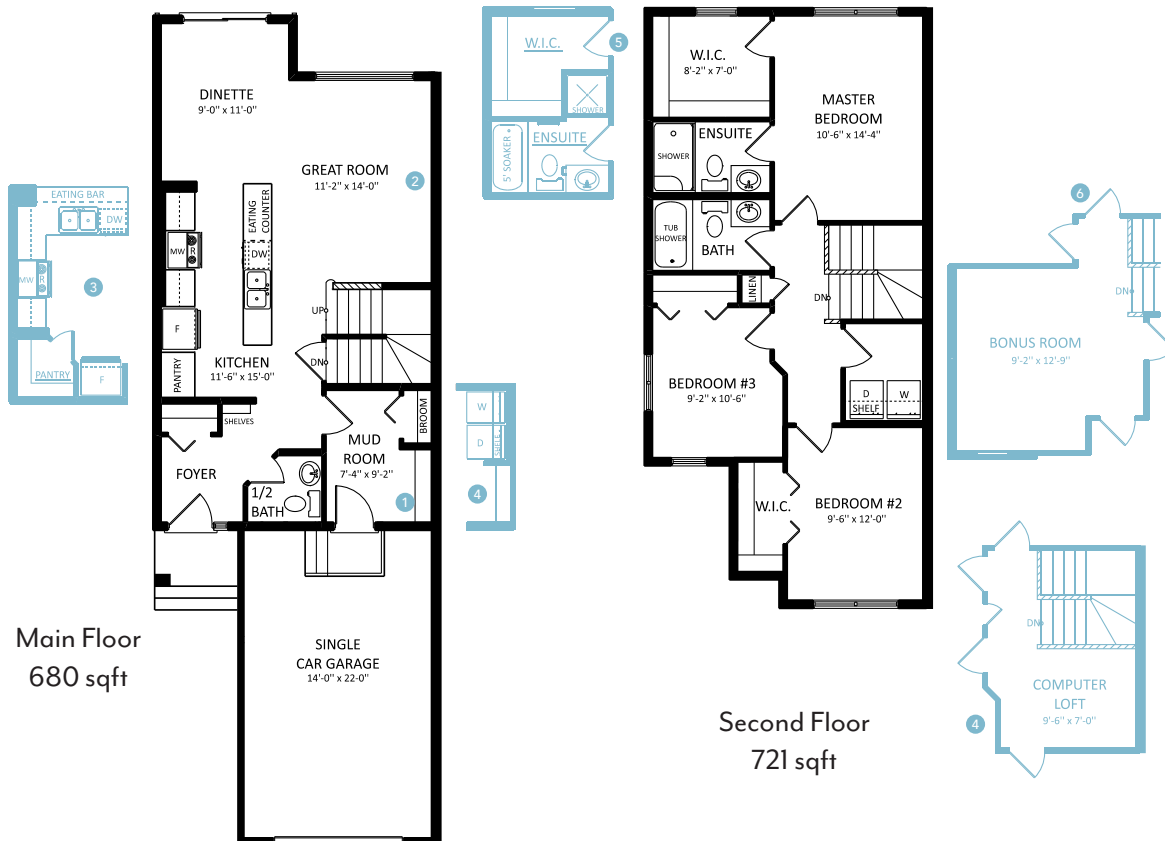 DINETTE
9'-0" x 11'-0"
GREAT ROOM
11'-2" x 14'-0"
2
EATING
COUNTER
DW
MW
R
F
PANTRY
KITCHEN
11'-6" x 15'-0"
UP
DN
SHELVES
BROOM
MUD
ROOM
7'-4" x 9'-2"
1
FOYER
1/2
BATH
SINGLE
CAR GARAGE
14'-0" x 22'-0"
Main Floor
680 sqft
EATING BAR
DW
MW
R
3
PANTRY
F
W
D
SHELF
4
W.I.C.
5
SHOWER
ENSUITE
5' SOAKER
W.I.C.
8'-2" x 7'-0"
MASTER
BEDROOM
10'-6" x 14'-4"
ENSUITE
SHOWER
TUB
SHOWER
BATH
LINEN
DN
BEDROOM #3
9'-2" x 10'-6"
D
W
SHELF
W.I.C.
BEDROOM #2
9'-6" x 12'-0"
Second Floor
721 sqft
6
DN
BONUS ROOM
9'-2" x 12'-9"
DN
COMPUTER
LOFT
9'-6" x 7'-0"
4